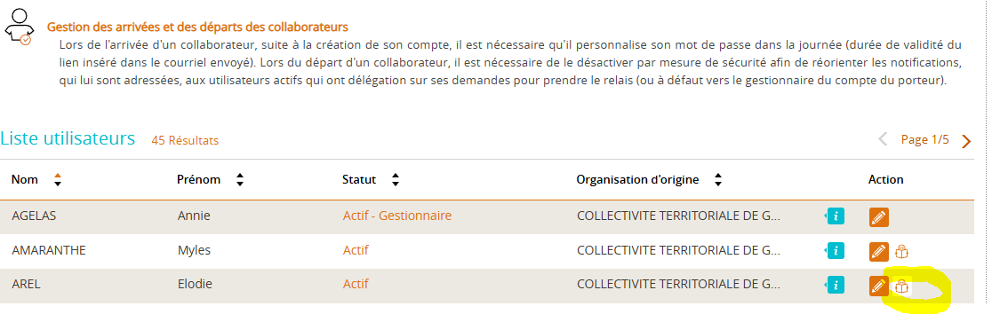 Gestion des arrivées et des départs des collaborateurs
Lors de l'arrivée d'un collaborateur, suite à la création de son compte, il est nécessaire qu'il personnalise son mot de passe dans la journée (durée de validité du
lien inséré dans le courriel envoyé). Lors du départ d'un collaborateur, il est nécessaire de le désactiver par mesure de sécurité afin de réorienter les notifications,
qui lui sont adressées, aux utilisateurs actifs qui ont délégation sur ses demandes pour prendre le relais (ou à défaut vers le gestionnaire du compte du porteur).
Liste utilisateurs 45 Résultats Page 1/5
Nom Prénom Statut Organisation d'origine Action
AGELAS Annie Actif - Gestionnaire COLLECTIVITE TERRITORIALE DE G... i
AMARANTHE Myles Actif COLLECTIVITE TERRITORIALE DE G... i
AREL Elodie Actif COLLECTIVITE TERRITORIALE DE G... i